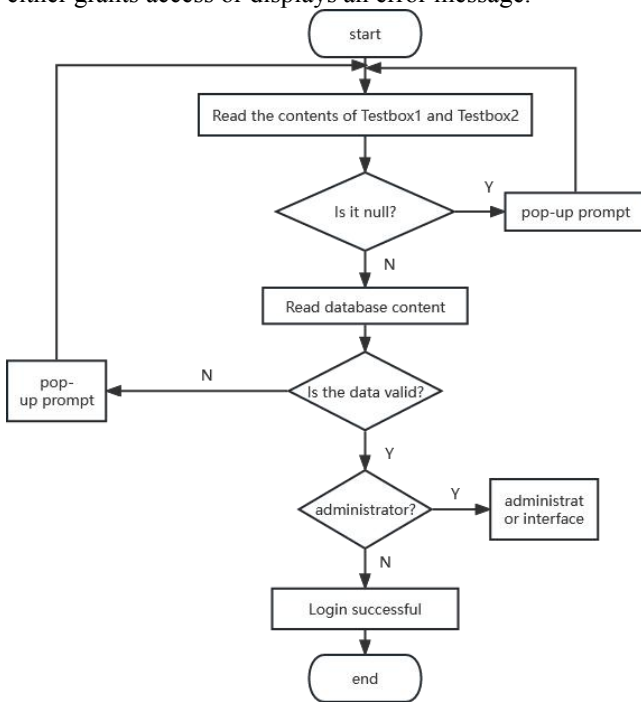 either grants access or displays an error message.
start
Read the contents of Testbox1 and Testbox2
Is it null?
Y
pop-up prompt
N
Read database content
Is the data valid?
N
pop-
up prompt
Y
administrator?
Y
administrat
or interface
N
Login successful
end